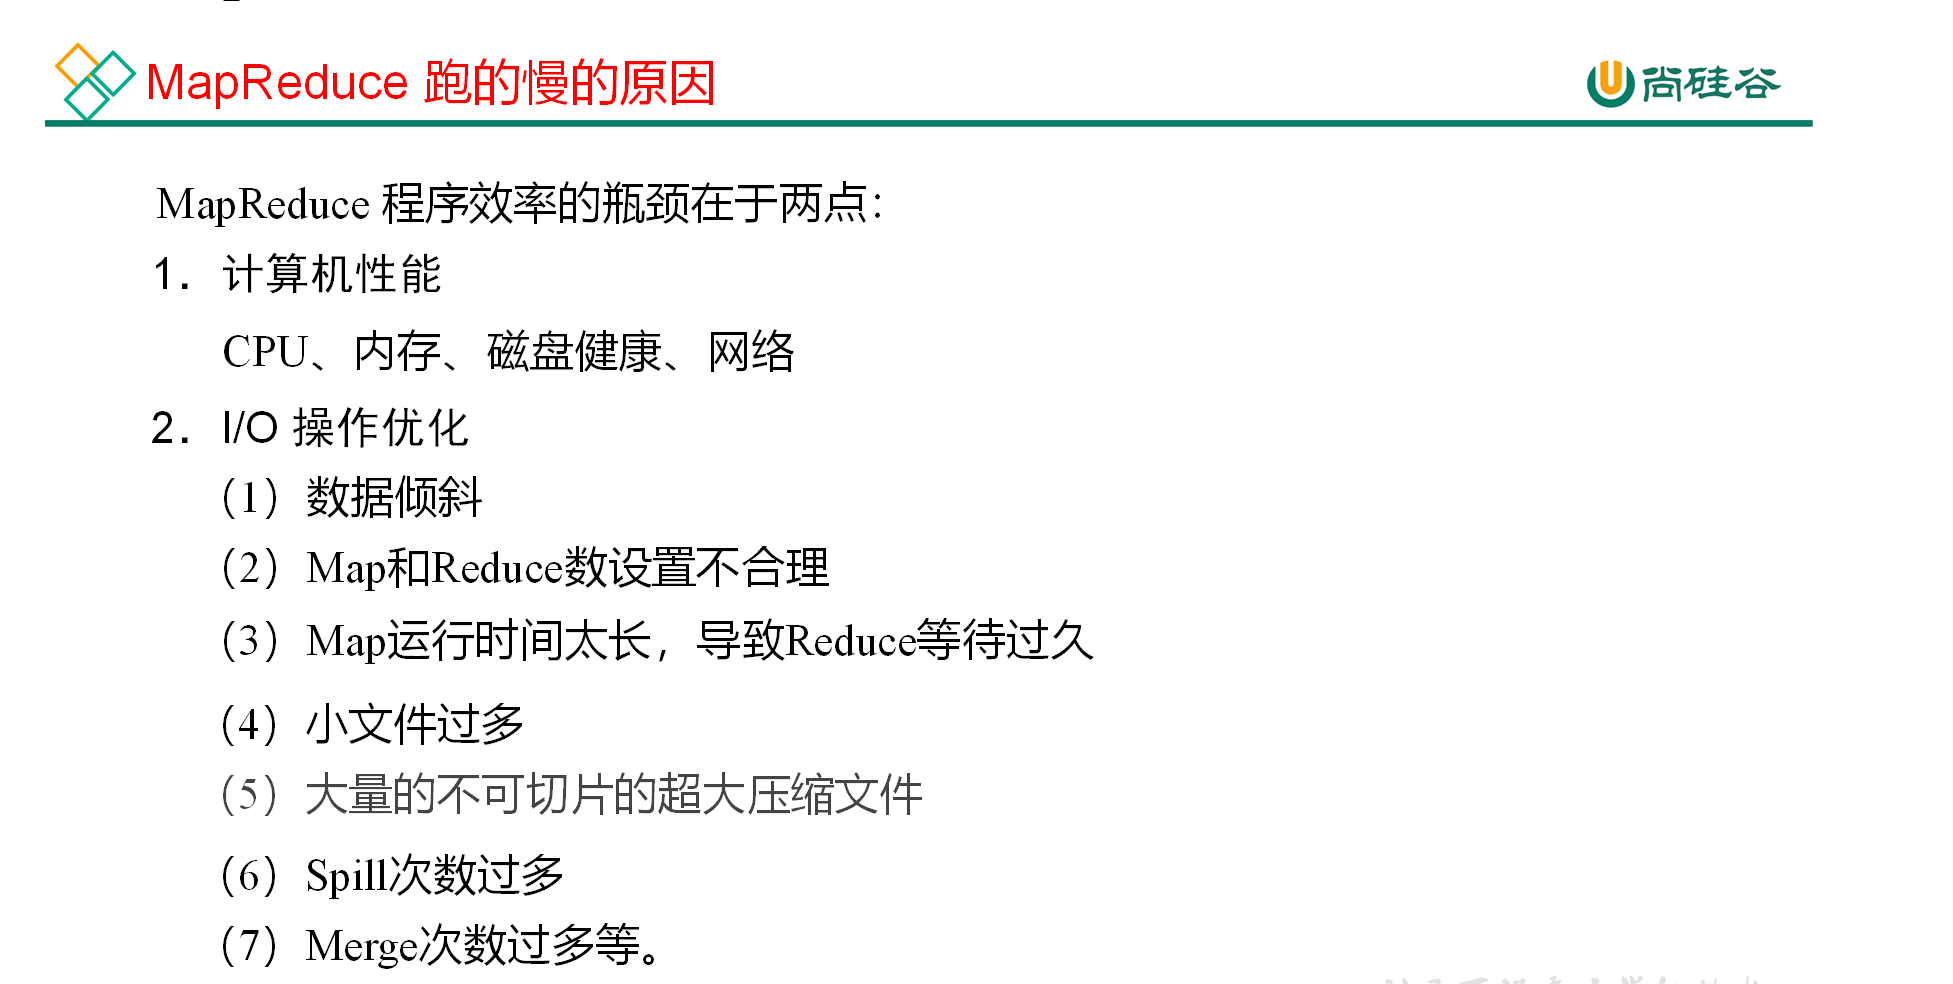 MapReduce 跑的慢的原因
尚硅谷
MapReduce 程序效率的瓶颈在于两点：
1. 计算机性能
CPU、内存、磁盘健康、网络
2. I/O 操作优化
（1）数据倾斜
（2）Map和Reduce数设置不合理
（3）Map运行时间太长，导致Reduce等待过久
（4）小文件过多
（5）大量的不可切片的超大压缩文件
（6）Spill次数过多
（7）Merge次数过多等。